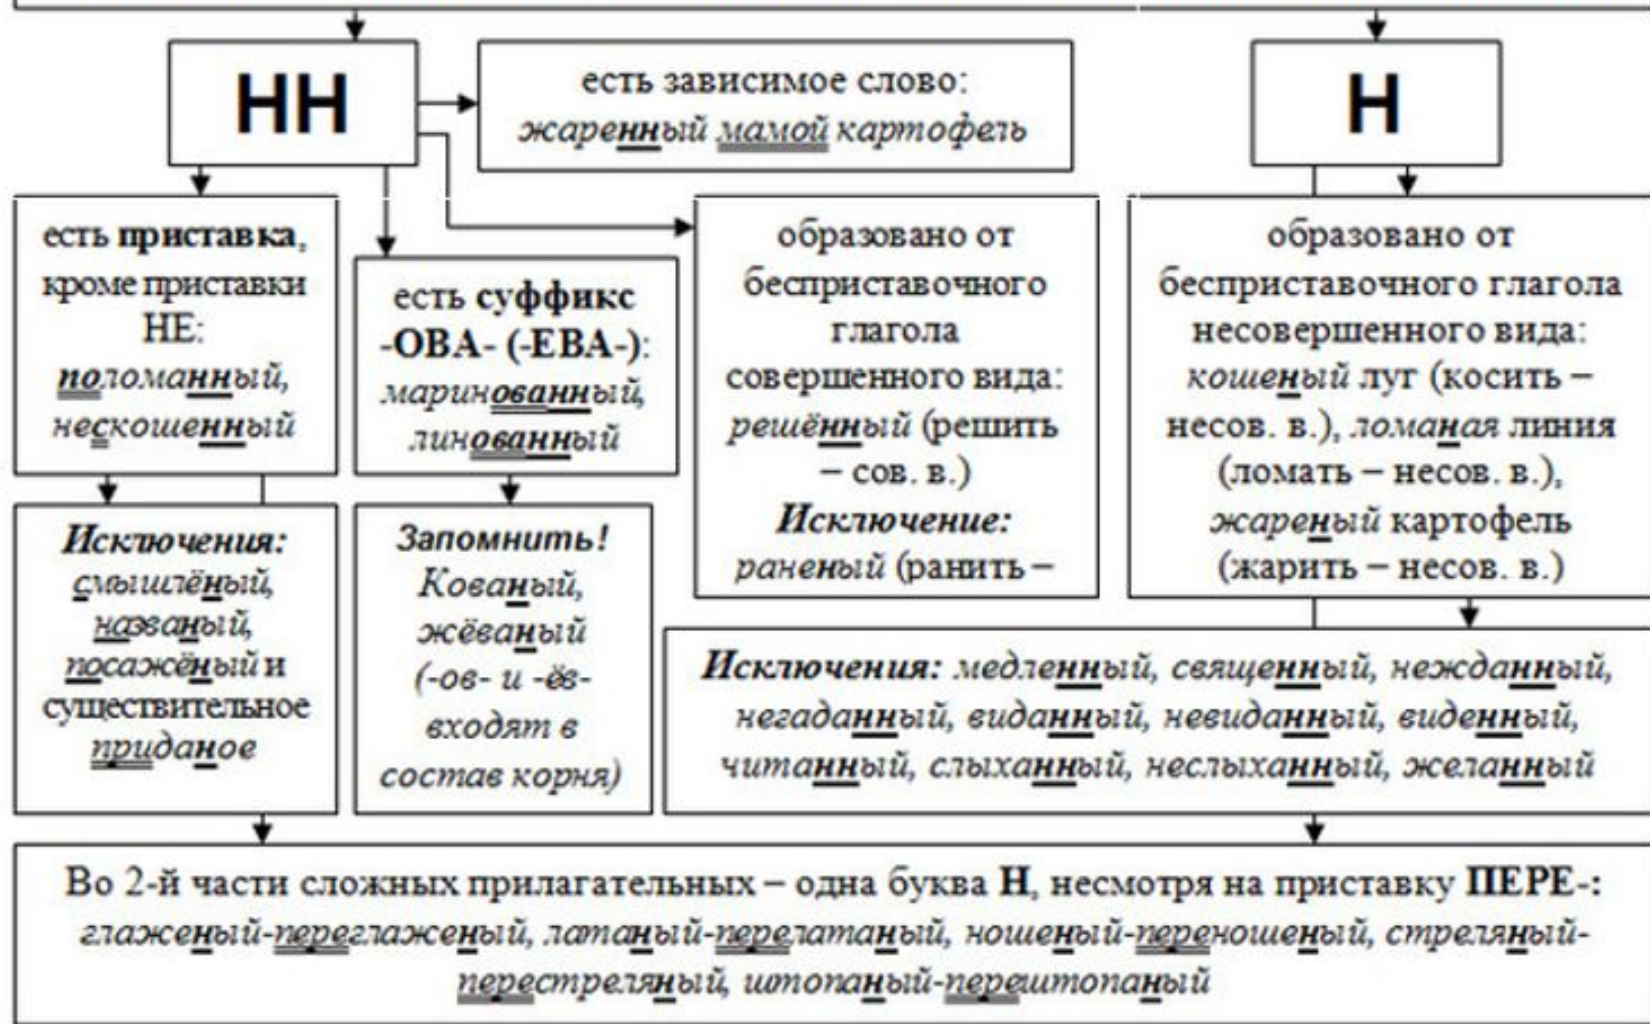 НН
есть зависимое слово:
жаренный мамой картофель
Н
есть приставка,
кроме приставки
НЕ:
поломанный,
нескошенный
есть суффикс
-ОВА- (-ЕВА-):
маринованный,
линованный
образовано от
бесприставочного
глагола
совершенного вида:
решённый (решить
– сов. в.)
Исключение:
раненый (ранить –
образовано от
бесприставочного глагола
несовершенного вида:
кошеный луг (косить –
несов. в.), ломаная линия
(ломать – несов. в.),
жареный картофель
(жарить – несов. в.)
Исключения:
смышлёный,
названый,
посажёный и
существительное
приданое
Запомнить!
Кованый,
жёваный
(-ов- и -ёв-
входят в
состав корня)
Исключения: медленный, священный, нежданный,
негаданный, виданный, невиданный, виденный,
читанный, слыханный, неслыханный, желанный
Во 2-й части сложных прилагательных – одна буква Н, несмотря на приставку ПЕРЕ-:
глаженый-переглаженый, латаный-перелатаный, ношеный-переношеный, стреляный-
перестреляный, штопаный-перештопаный